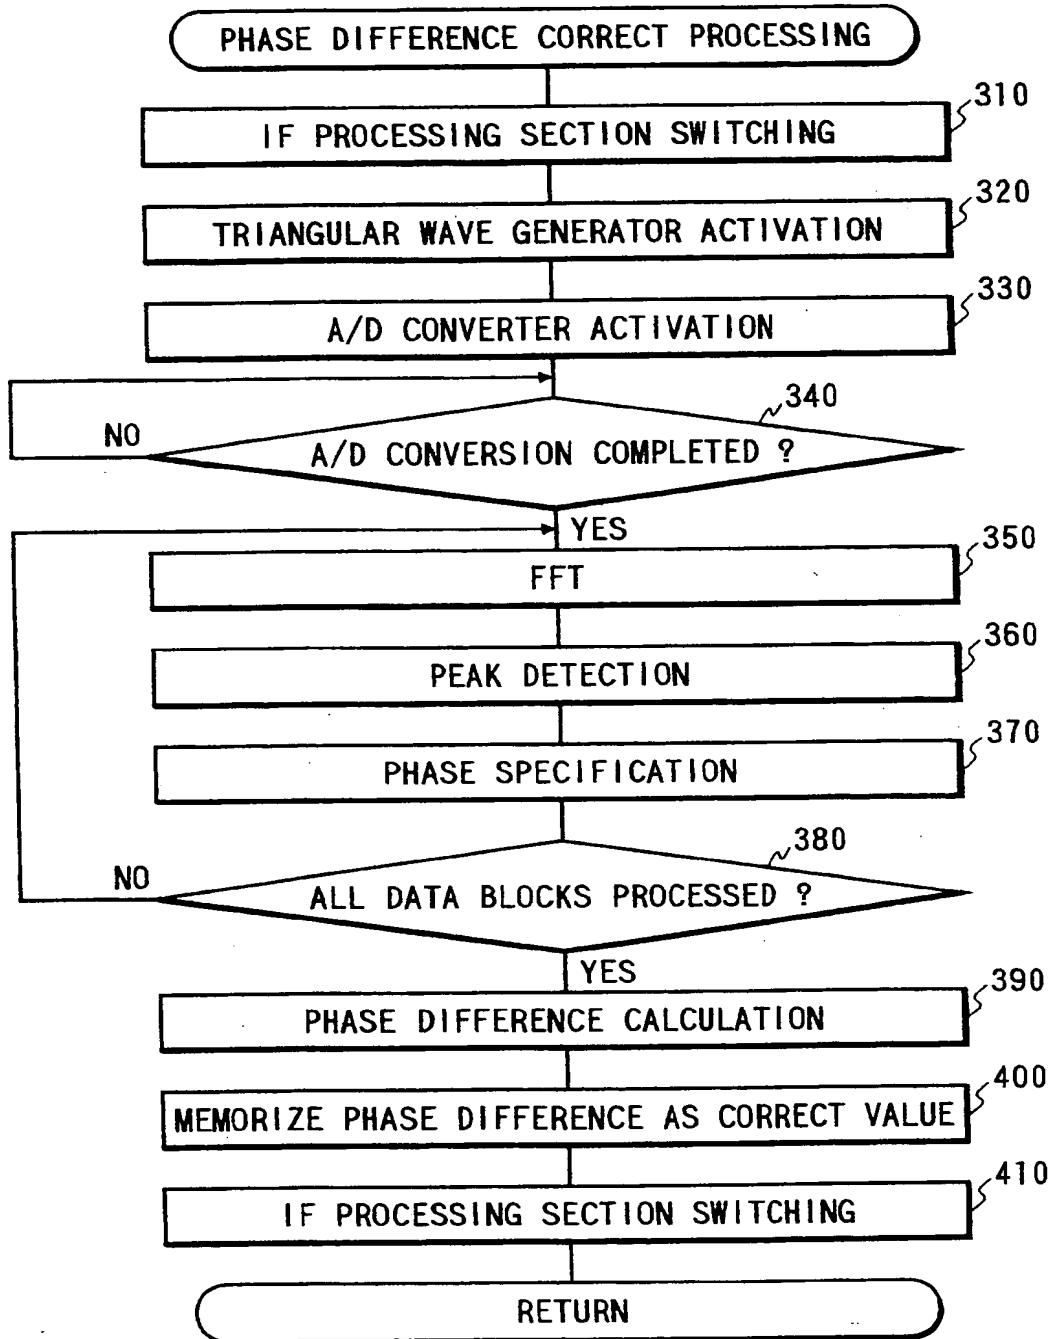 PHASE DIFFERENCE CORRECT PROCESSING
310
IF PROCESSING SECTION SWITCHING
320
TRIANGULAR WAVE GENERATOR ACTIVATION
330
A/D CONVERTER ACTIVATION
340
NO
A/D CONVERSION COMPLETED ?
YES
350
FFT
360
PEAK DETECTION
370
PHASE SPECIFICATION
380
NO
ALL DATA BLOCKS PROCESSED ?
YES
390
PHASE DIFFERENCE CALCULATION
400
MEMORIZE PHASE DIFFERENCE AS CORRECT VALUE
410
IF PROCESSING SECTION SWITCHING
RETURN